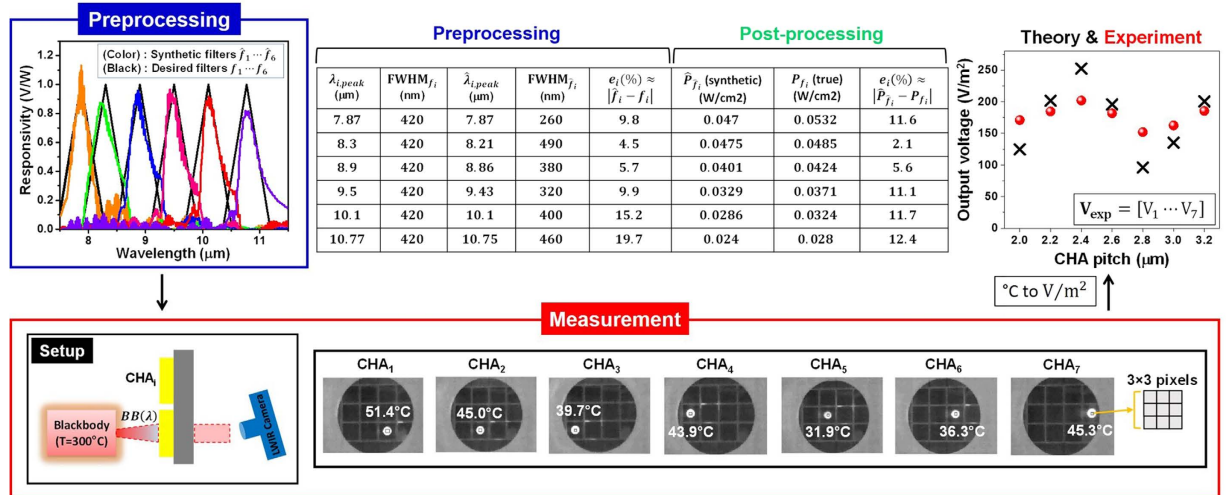 Preprocessing
(Color) : Synthetic filters f̂₁ ⋯ f̂₆
(Black) : Desired filters f₁ ⋯ f₆
Responsivity (V/W)
1.2
1.0
0.8
0.6
0.4
0.2
0.0
8 9 10 11
Wavelength (μm)
Preprocessing Post-processing
λᵢ,peak (μm) FWHM_fᵢ (nm) λ̂ᵢ,peak (μm) FWHM_f̂ᵢ (nm) eᵢ(%) ≈ |f̂ᵢ − fᵢ| P̂_f̂ᵢ (synthetic) (W/cm2) P_fᵢ (true) (W/cm2) eᵢ(%) ≈ |P̂_f̂ᵢ − P_fᵢ|
7.87 420 7.87 260 9.8 0.047 0.0532 11.6
8.3 420 8.21 490 4.5 0.0475 0.0485 2.1
8.9 420 8.86 380 5.7 0.0401 0.0424 5.6
9.5 420 9.43 320 9.9 0.0329 0.0371 11.1
10.1 420 10.1 400 15.2 0.0286 0.0324 11.7
10.77 420 10.75 460 19.7 0.024 0.028 12.4
Theory & Experiment
Output voltage (V/m²)
250
200
150
100
50
0
V_exp = [V₁ ⋯ V₇]
2.0 2.2 2.4 2.6 2.8 3.0 3.2
CHA pitch (μm)
°C to V/m²
Measurement
Setup
CHAᵢ
BB(λ)
Blackbody
(T=300°C)
LWIR Camera
CHA₁ CHA₂ CHA₃ CHA₄ CHA₅ CHA₆ CHA₇
51.4°C 45.0°C 39.7°C 43.9°C 31.9°C 36.3°C 45.3°C
3×3 pixels